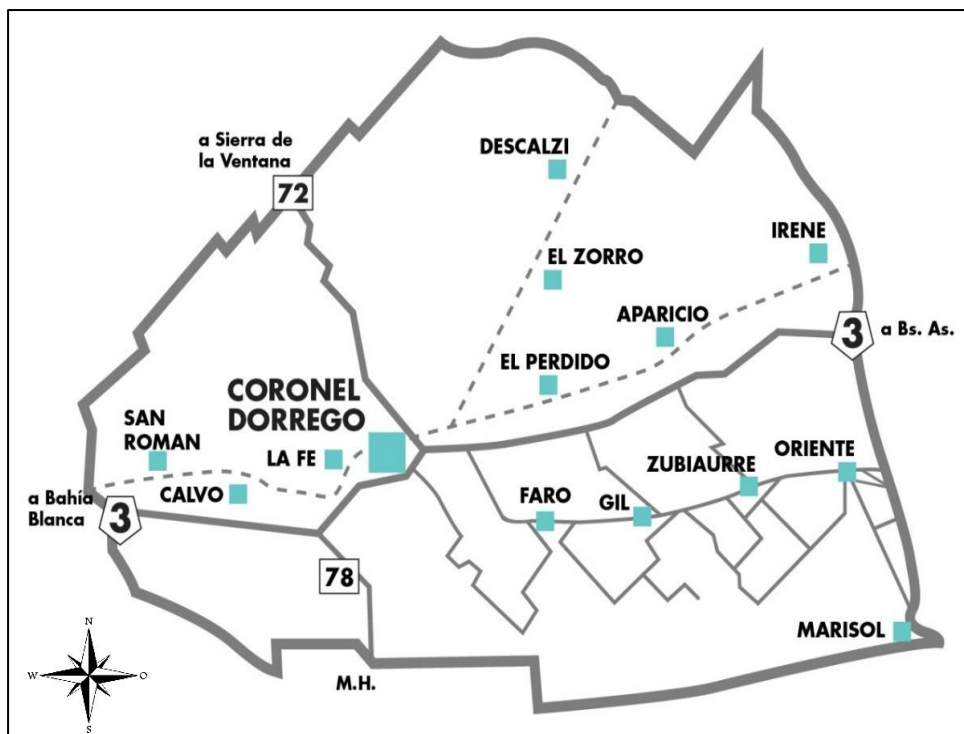 DESCALZI
a Sierra de
la Ventana
72
IRENE
EL ZORRO
APARICIO
3
a Bs. As.
EL PERDIDO
CORONEL
DORREGO
SAN
ROMAN
LA FE
ORIENTE
ZUBIAURRE
CALVO
a Bahía
Blanca
3
FARO
GIL
78
MARISOL
M.H.
N
W
O
S